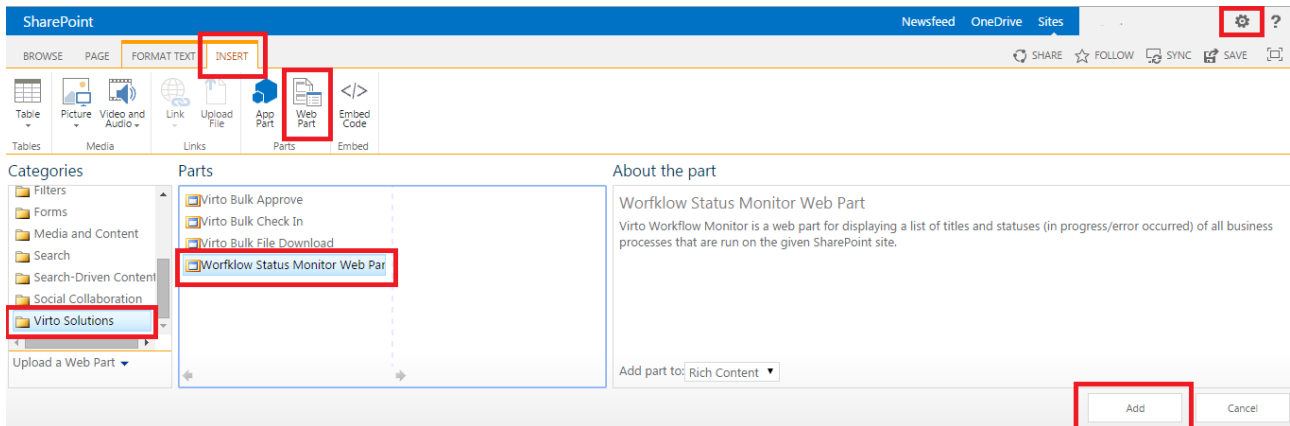 SharePoint
Newsfeed OneDrive Sites
?
BROWSE PAGE FORMAT TEXT INSERT
SHARE FOLLOW SYNC SAVE
Table
Picture
Video and
Audio
Link
Upload
File
App
Part
Web
Part
Embed
Code
Tables Media Links Parts Embed
Categories
Filters
Forms
Media and Content
Search
Search-Driven Content
Social Collaboration
Virto Solutions
Upload a Web Part
Parts
Virto Bulk Approve
Virto Bulk Check In
Virto Bulk File Download
Worfklow Status Monitor Web Par
About the part
Worfklow Status Monitor Web Part
Virto Workflow Monitor is a web part for displaying a list of titles and statuses (in progress/error occurred) of all business
processes that are run on the given SharePoint site.
Add part to: Rich Content
Add Cancel